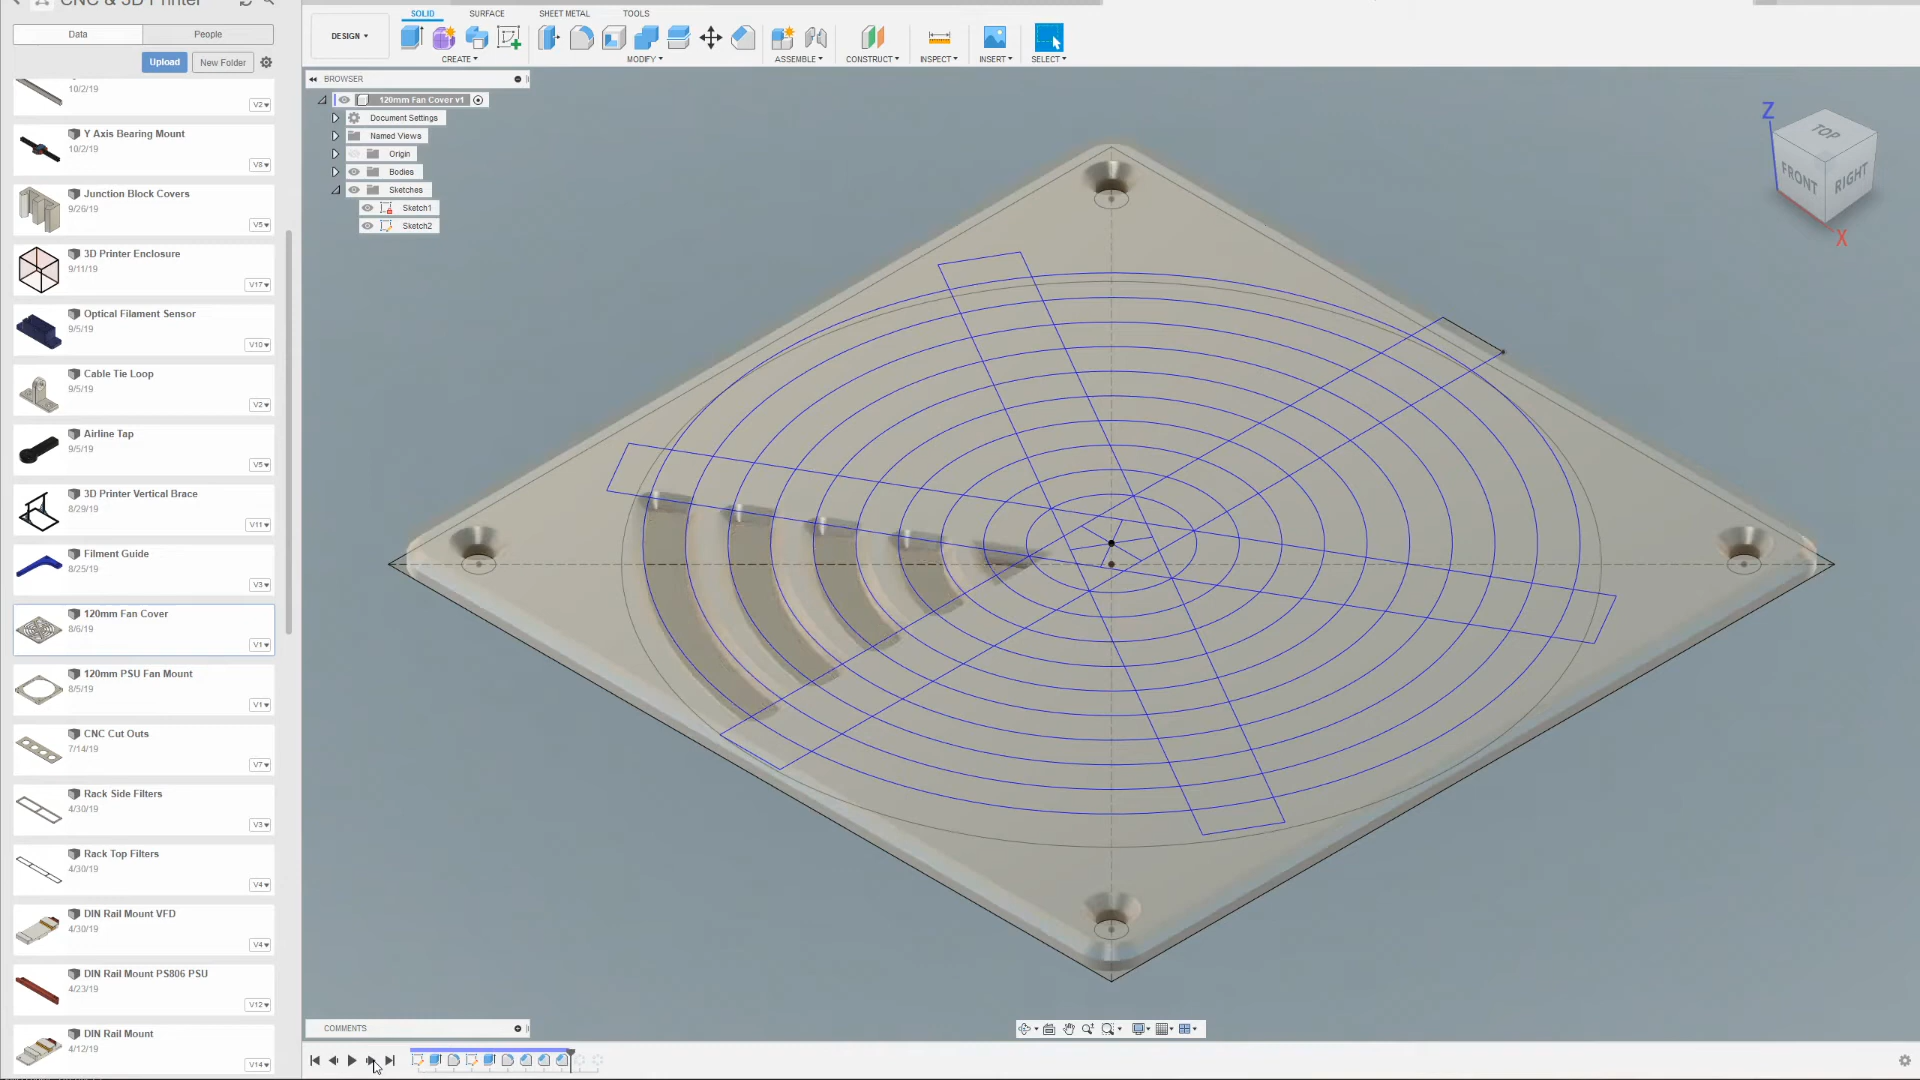 CNC & 3D Printer
Data
People
Upload
New Folder
10/2/19
V2
Y Axis Bearing Mount
10/2/19
V8
Junction Block Covers
9/26/19
V5
3D Printer Enclosure
9/11/19
V17
Optical Filament Sensor
9/5/19
V10
Cable Tie Loop
9/5/19
V2
Airline Tap
9/5/19
V5
3D Printer Vertical Brace
8/29/19
V11
Filment Guide
8/25/19
V3
120mm Fan Cover
8/6/19
V1
120mm PSU Fan Mount
8/5/19
V1
CNC Cut Outs
7/14/19
V7
Rack Side Filters
4/30/19
V3
Rack Top Filters
4/30/19
V4
DIN Rail Mount VFD
4/30/19
V4
DIN Rail Mount PS806 PSU
4/23/19
V12
DIN Rail Mount
4/12/19
V14
SOLID
SURFACE
SHEET METAL
TOOLS
DESIGN
CREATE
MODIFY
ASSEMBLE
CONSTRUCT
INSPECT
INSERT
SELECT
BROWSER
120mm Fan Cover v1
Document Settings
Named Views
Origin
Bodies
Sketches
Sketch1
Sketch2
Z
TOP
FRONT
RIGHT
X
COMMENTS